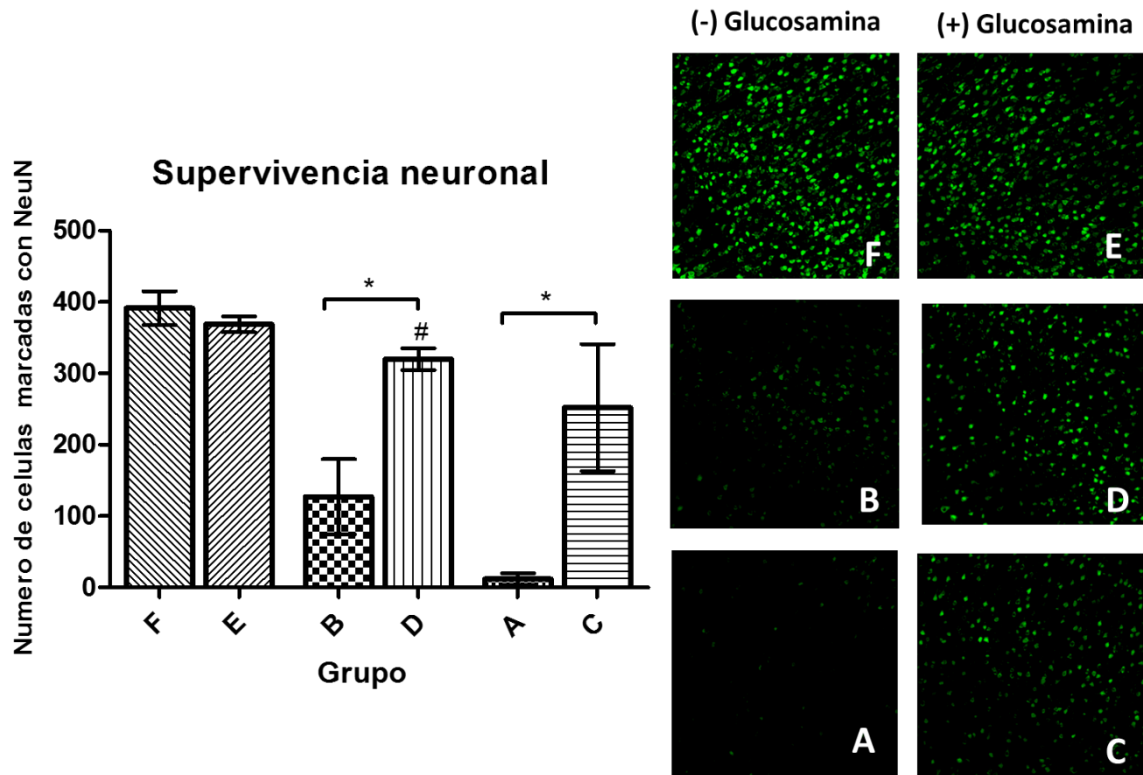 (-) Glucosamina
(+) Glucosamina
Supervivencia neuronal
Numero de celulas marcadas con NeuN
500
400
300
200
100
0
*
#
*
F
E
B
D
A
C
Grupo
F
E
B
D
A
C